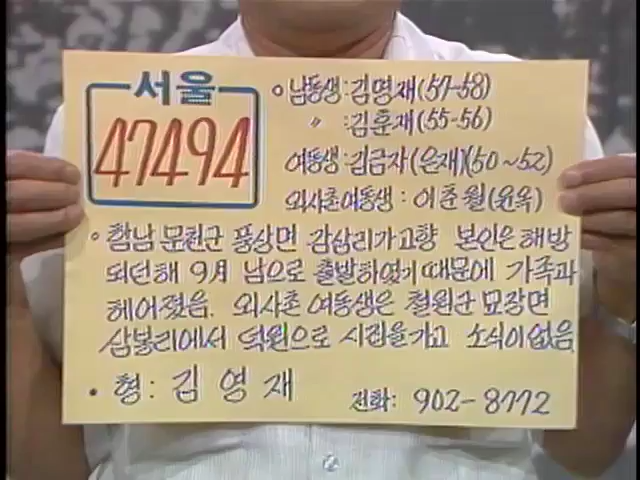 서울
47494
◦ 남동생 : 김명재 (57-58)
〃 : 김훈재 (55-56)
여동생 : 김금자 (은재) (50~52)
외사촌여동생 : 이춘월 (윤옥)
◦ 함남 문천군 풍상면 감삼리가고향 본인은 해방
되던해 9月 남으로 출발하였기 때문에 가족과
헤어졌음. 외사촌 여동생은 철원군 묘장면
삼봉리에서 덕원으로 시집을가고 소식이없음
• 형 : 김영재
전화 : 902-8772